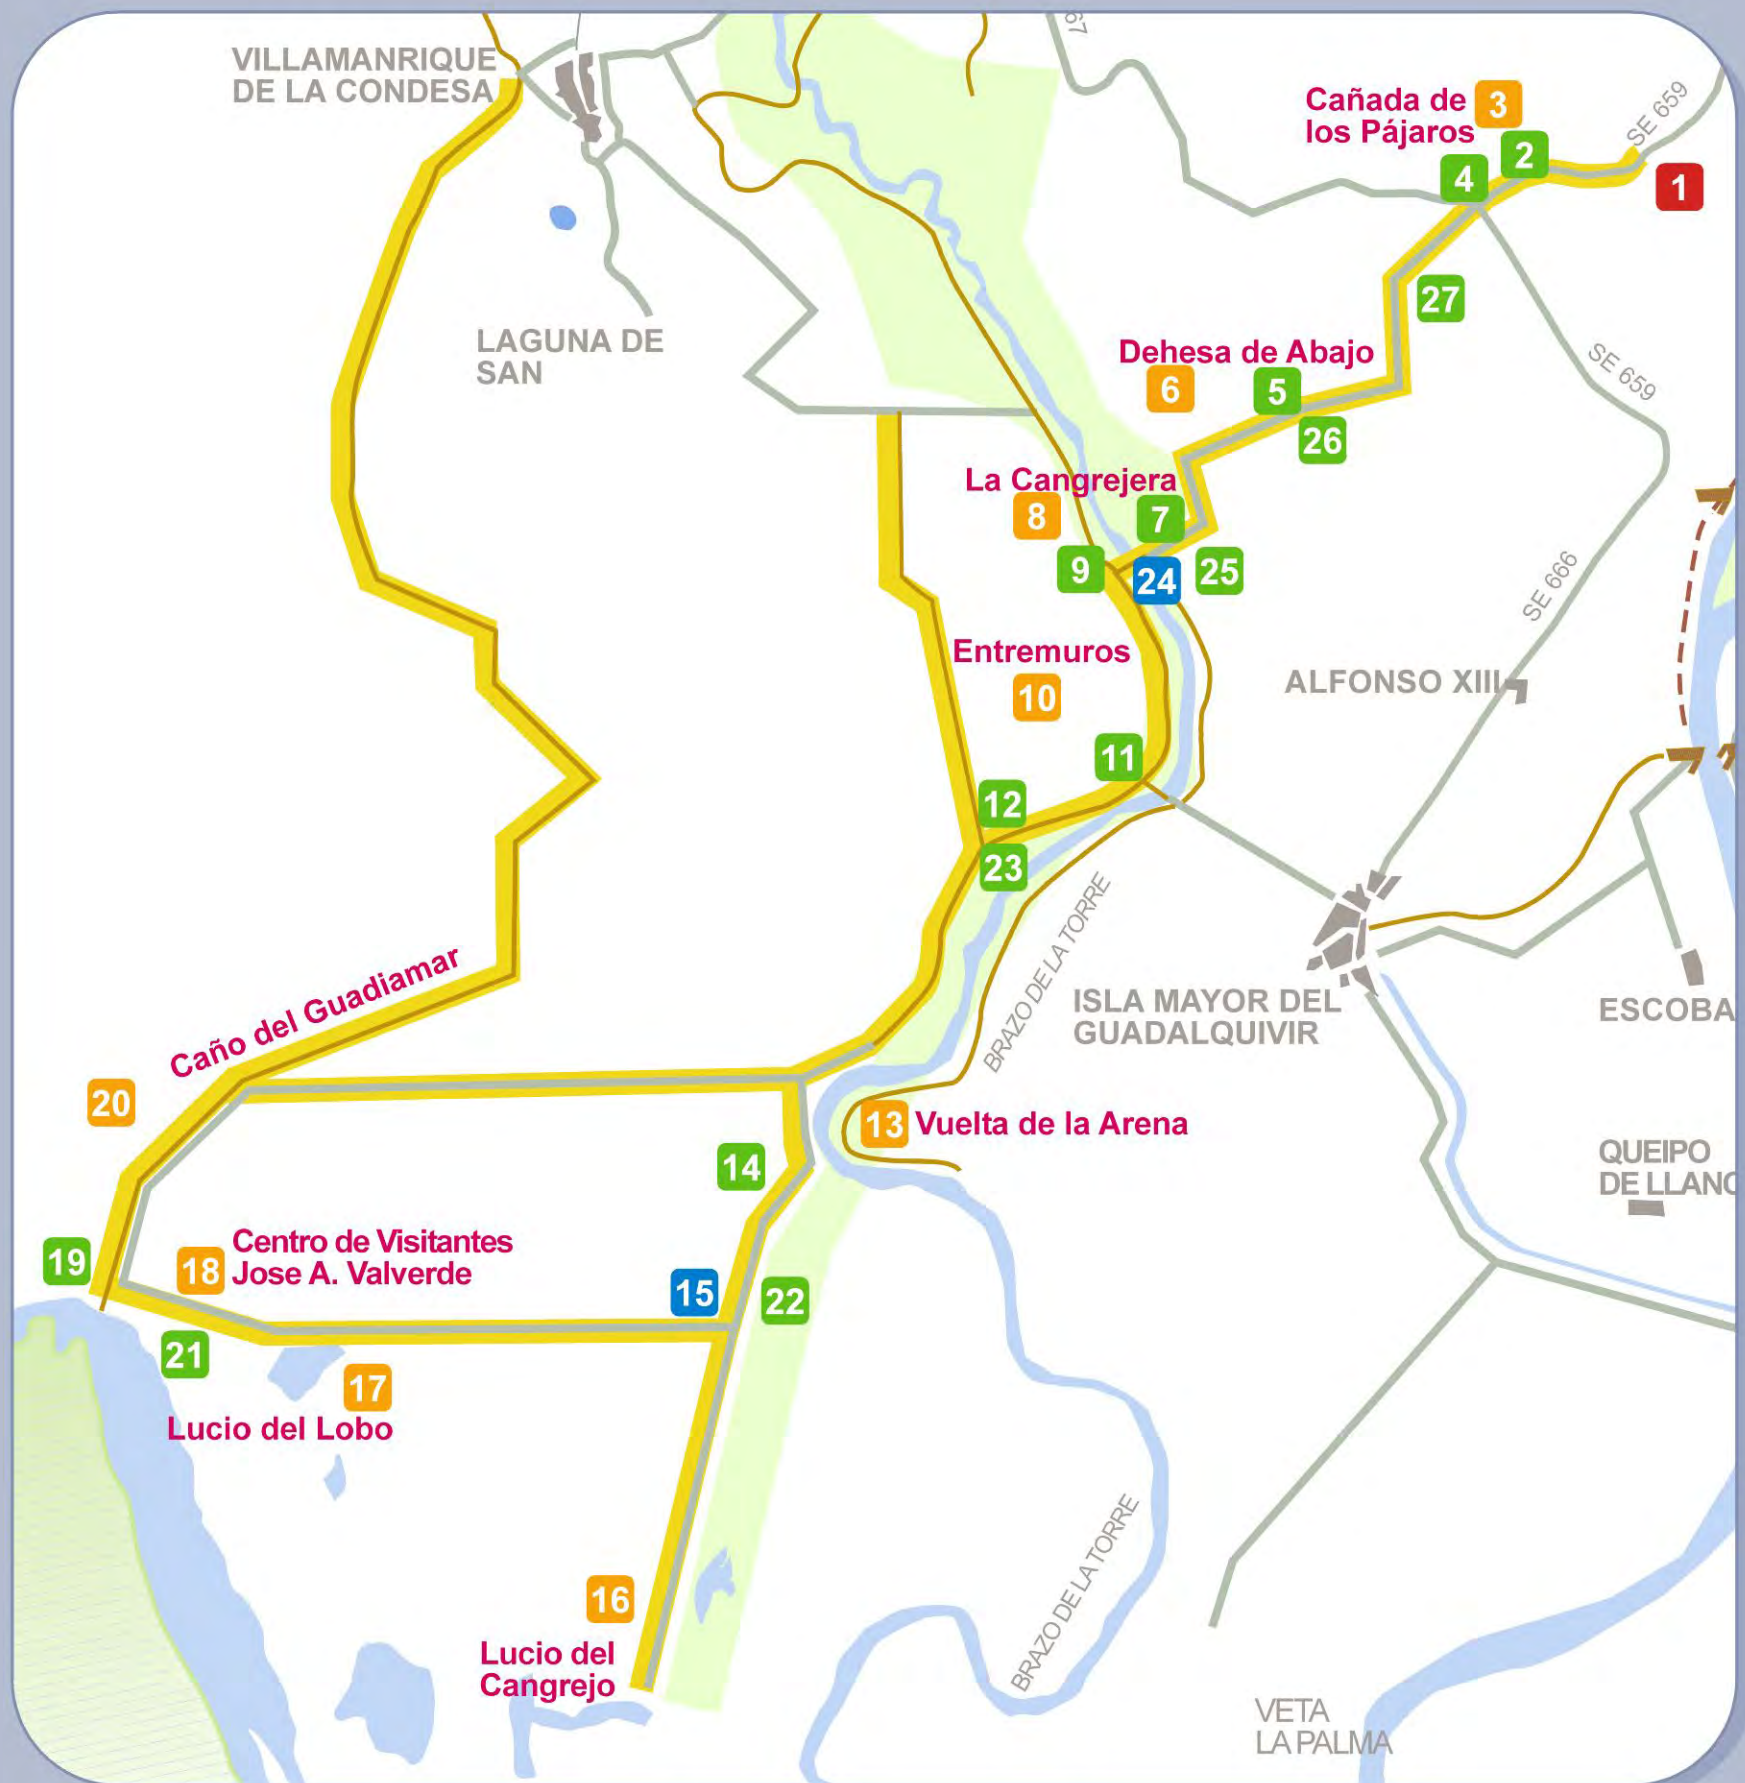 67
VILLAMANRIQUE
DE LA CONDESA
Cañada de
los Pájaros
3
SE 659
2
4
1
27
LAGUNA DE
SAN
Dehesa de Abajo
6
5
SE 659
26
La Cangrejera
8
7
9
24
25
SE 666
Entremuros
10
ALFONSO XIII
11
12
23
BRAZO DE LA TORRE
Caño del Guadiamar
ISLA MAYOR DEL
GUADALQUIVIR
ESCOBA
20
13
Vuelta de la Arena
14
QUEIPO
DE LLANO
19
18
Centro de Visitantes
Jose A. Valverde
15
22
21
17
Lucio del Lobo
16
Lucio del
Cangrejo
BRAZO DE LA TORRE
VETA
LA PALMA